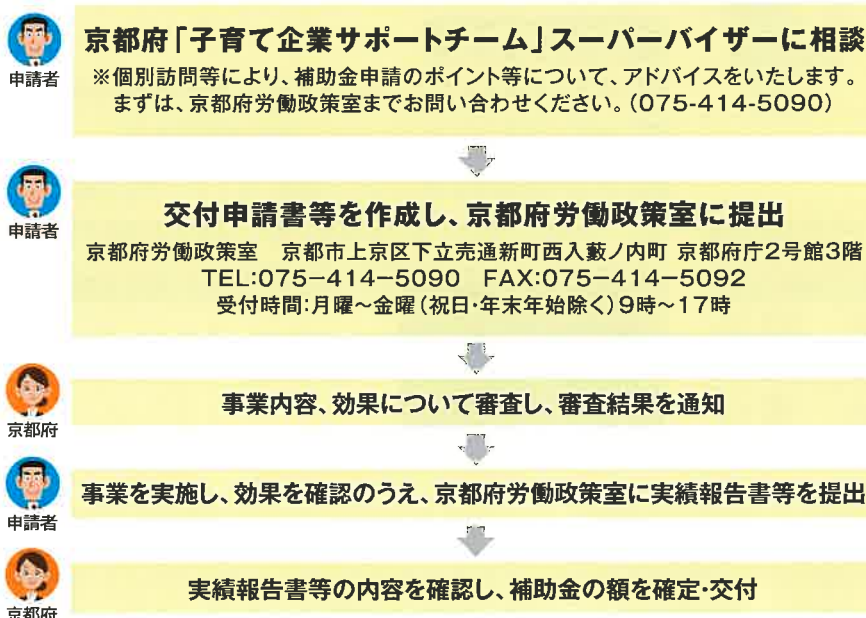 申請者
京都府「子育て企業サポートチーム」スーパーバイザーに相談
※個別訪問等により、補助金申請のポイント等について、アドバイスをいたします。
まずは、京都府労働政策室までお問い合わせください。(075-414-5090)
申請者
交付申請書等を作成し、京都府労働政策室に提出
京都府労働政策室 京都市上京区下立売通新町西入藪ノ内町 京都府庁2号館3階
TEL:075-414-5090 FAX:075-414-5092
受付時間:月曜～金曜(祝日・年末年始除く)9時～17時
京都府
事業内容、効果について審査し、審査結果を通知
申請者
事業を実施し、効果を確認のうえ、京都府労働政策室に実績報告書等を提出
京都府
実績報告書等の内容を確認し、補助金の額を確定・交付